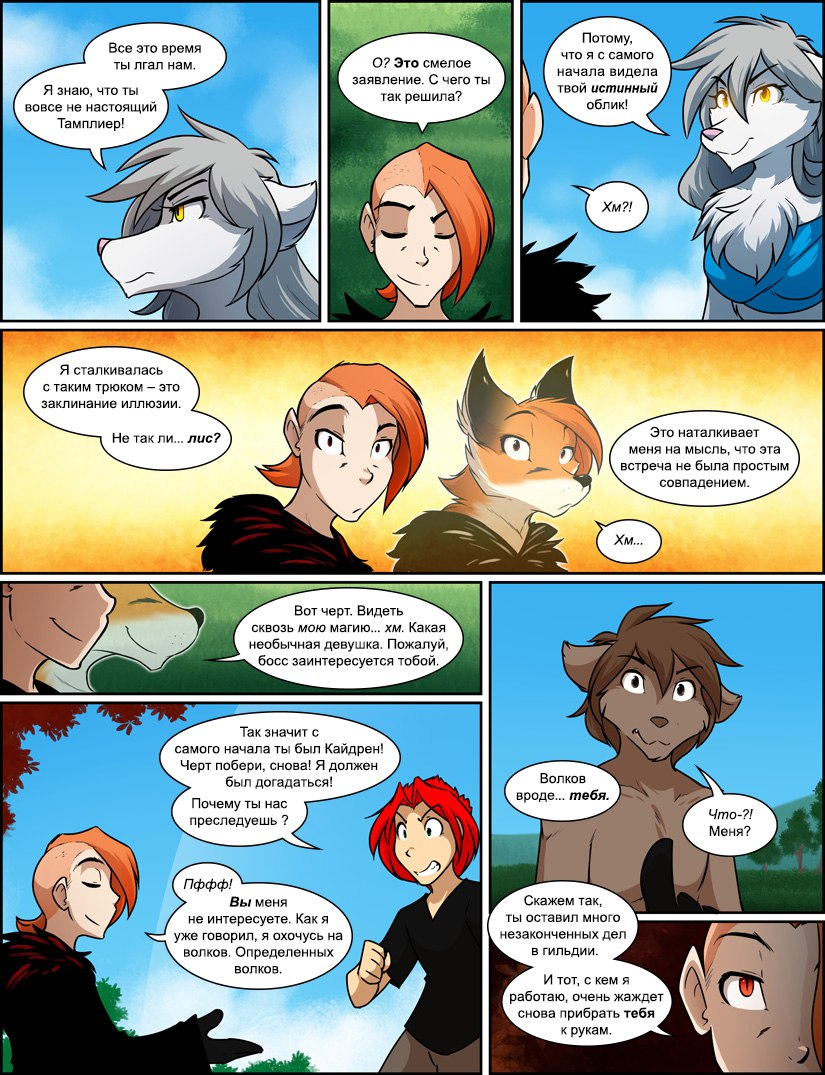 Все это время
ты лгал нам.
Я знаю, что ты
вовсе не настоящий
Тамплиер!
О? Это смелое
заявление. С чего ты
так решила?
Потому,
что я с самого
начала видела
твой истинный
облик!
Хм?!
Я сталкивалась
с таким трюком – это
заклинание иллюзии.
Не так ли... лис?
Это наталкивает
меня на мысль, что эта
встреча не была простым
совпадением.
Хм...
Вот черт. Видеть
сквозь мою магию... хм. Какая
необычная девушка. Пожалуй,
босс заинтересуется тобой.
Так значит с
самого начала ты был Кайдрен!
Черт побери, снова! Я должен
был догадаться!
Почему ты нас
преследуешь ?
Пффф!
Вы меня
не интересуете. Как я
уже говорил, я охочусь на
волков. Определенных
волков.
Волков
вроде... тебя.
Что-?!
Меня?
Скажем так,
ты оставил много
незаконченных дел
в гильдии.
И тот, с кем я
работаю, очень жаждет
снова прибрать тебя
к рукам.